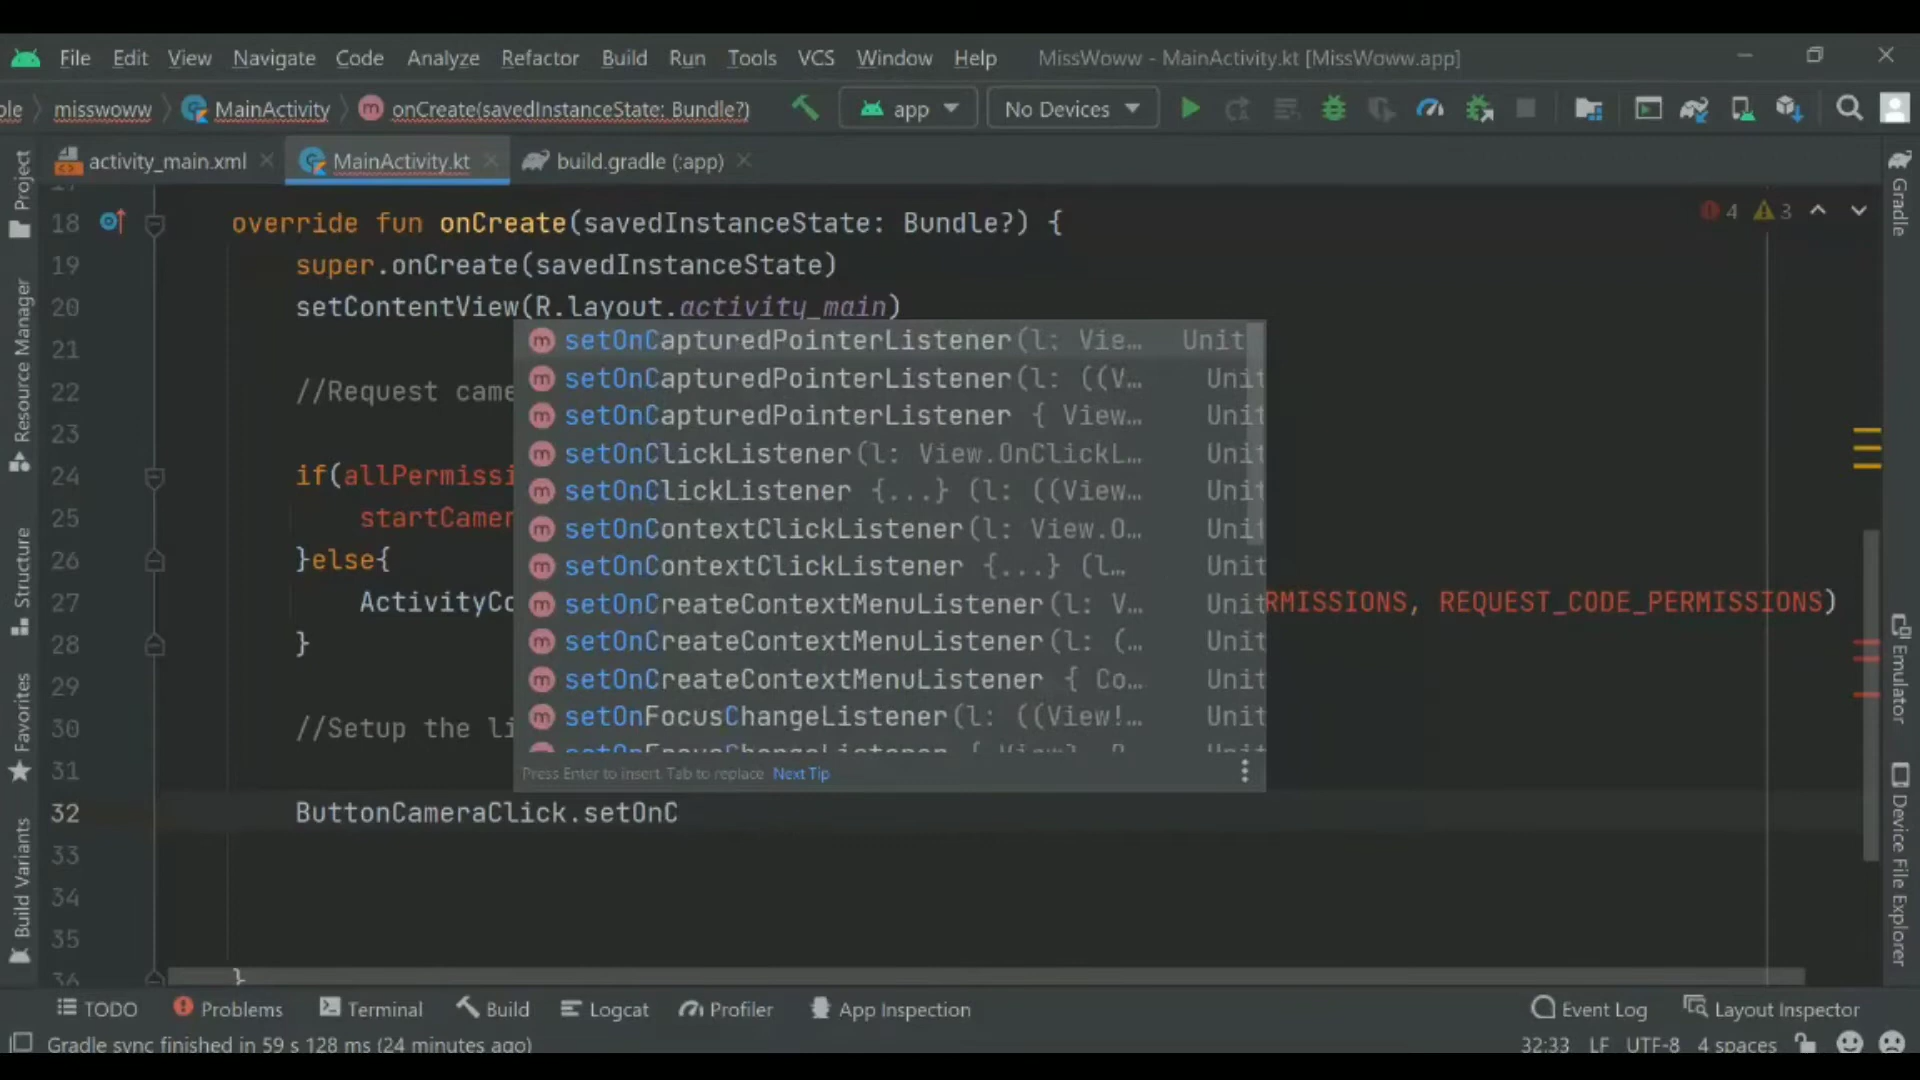 File Edit View Navigate Code Analyze Refactor Build Run Tools VCS Window Help MissWoww - MainActivity.kt [MissWoww.app]
misswoww MainActivity onCreate(savedInstanceState: Bundle?) app No Devices
activity_main.xml MainActivity.kt build.gradle (:app)
18 override fun onCreate(savedInstanceState: Bundle?) { 4 3
19 super.onCreate(savedInstanceState)
20 setContentView(R.layout.activity_main)
21
22 //Request came
23
24 if(allPermissi
25 startCamer
26 }else{
27 ActivityCo RMISSIONS, REQUEST_CODE_PERMISSIONS)
28 }
29
30 //Setup the li
31
32 ButtonCameraClick.setOnC
33
34
35
36 }
setOnCapturedPointerListener(l: Vie… Unit
setOnCapturedPointerListener(l: ((V… Unit
setOnCapturedPointerListener { View… Unit
setOnClickListener(l: View.OnClickL… Unit
setOnClickListener {...} (l: ((View… Unit
setOnContextClickListener(l: View.O… Unit
setOnContextClickListener {...} (l… Unit
setOnCreateContextMenuListener(l: V… Unit
setOnCreateContextMenuListener(l: (… Unit
setOnCreateContextMenuListener { Co… Unit
setOnFocusChangeListener(l: ((View!… Unit
Press Enter to insert, Tab to replace Next Tip
Project
Resource Manager
Structure
Favorites
Build Variants
Gradle
Emulator
Device File Explorer
TODO Problems Terminal Build Logcat Profiler App Inspection Event Log Layout Inspector
Gradle sync finished in 59 s 128 ms (24 minutes ago) 32:33 LF UTF-8 4 spaces